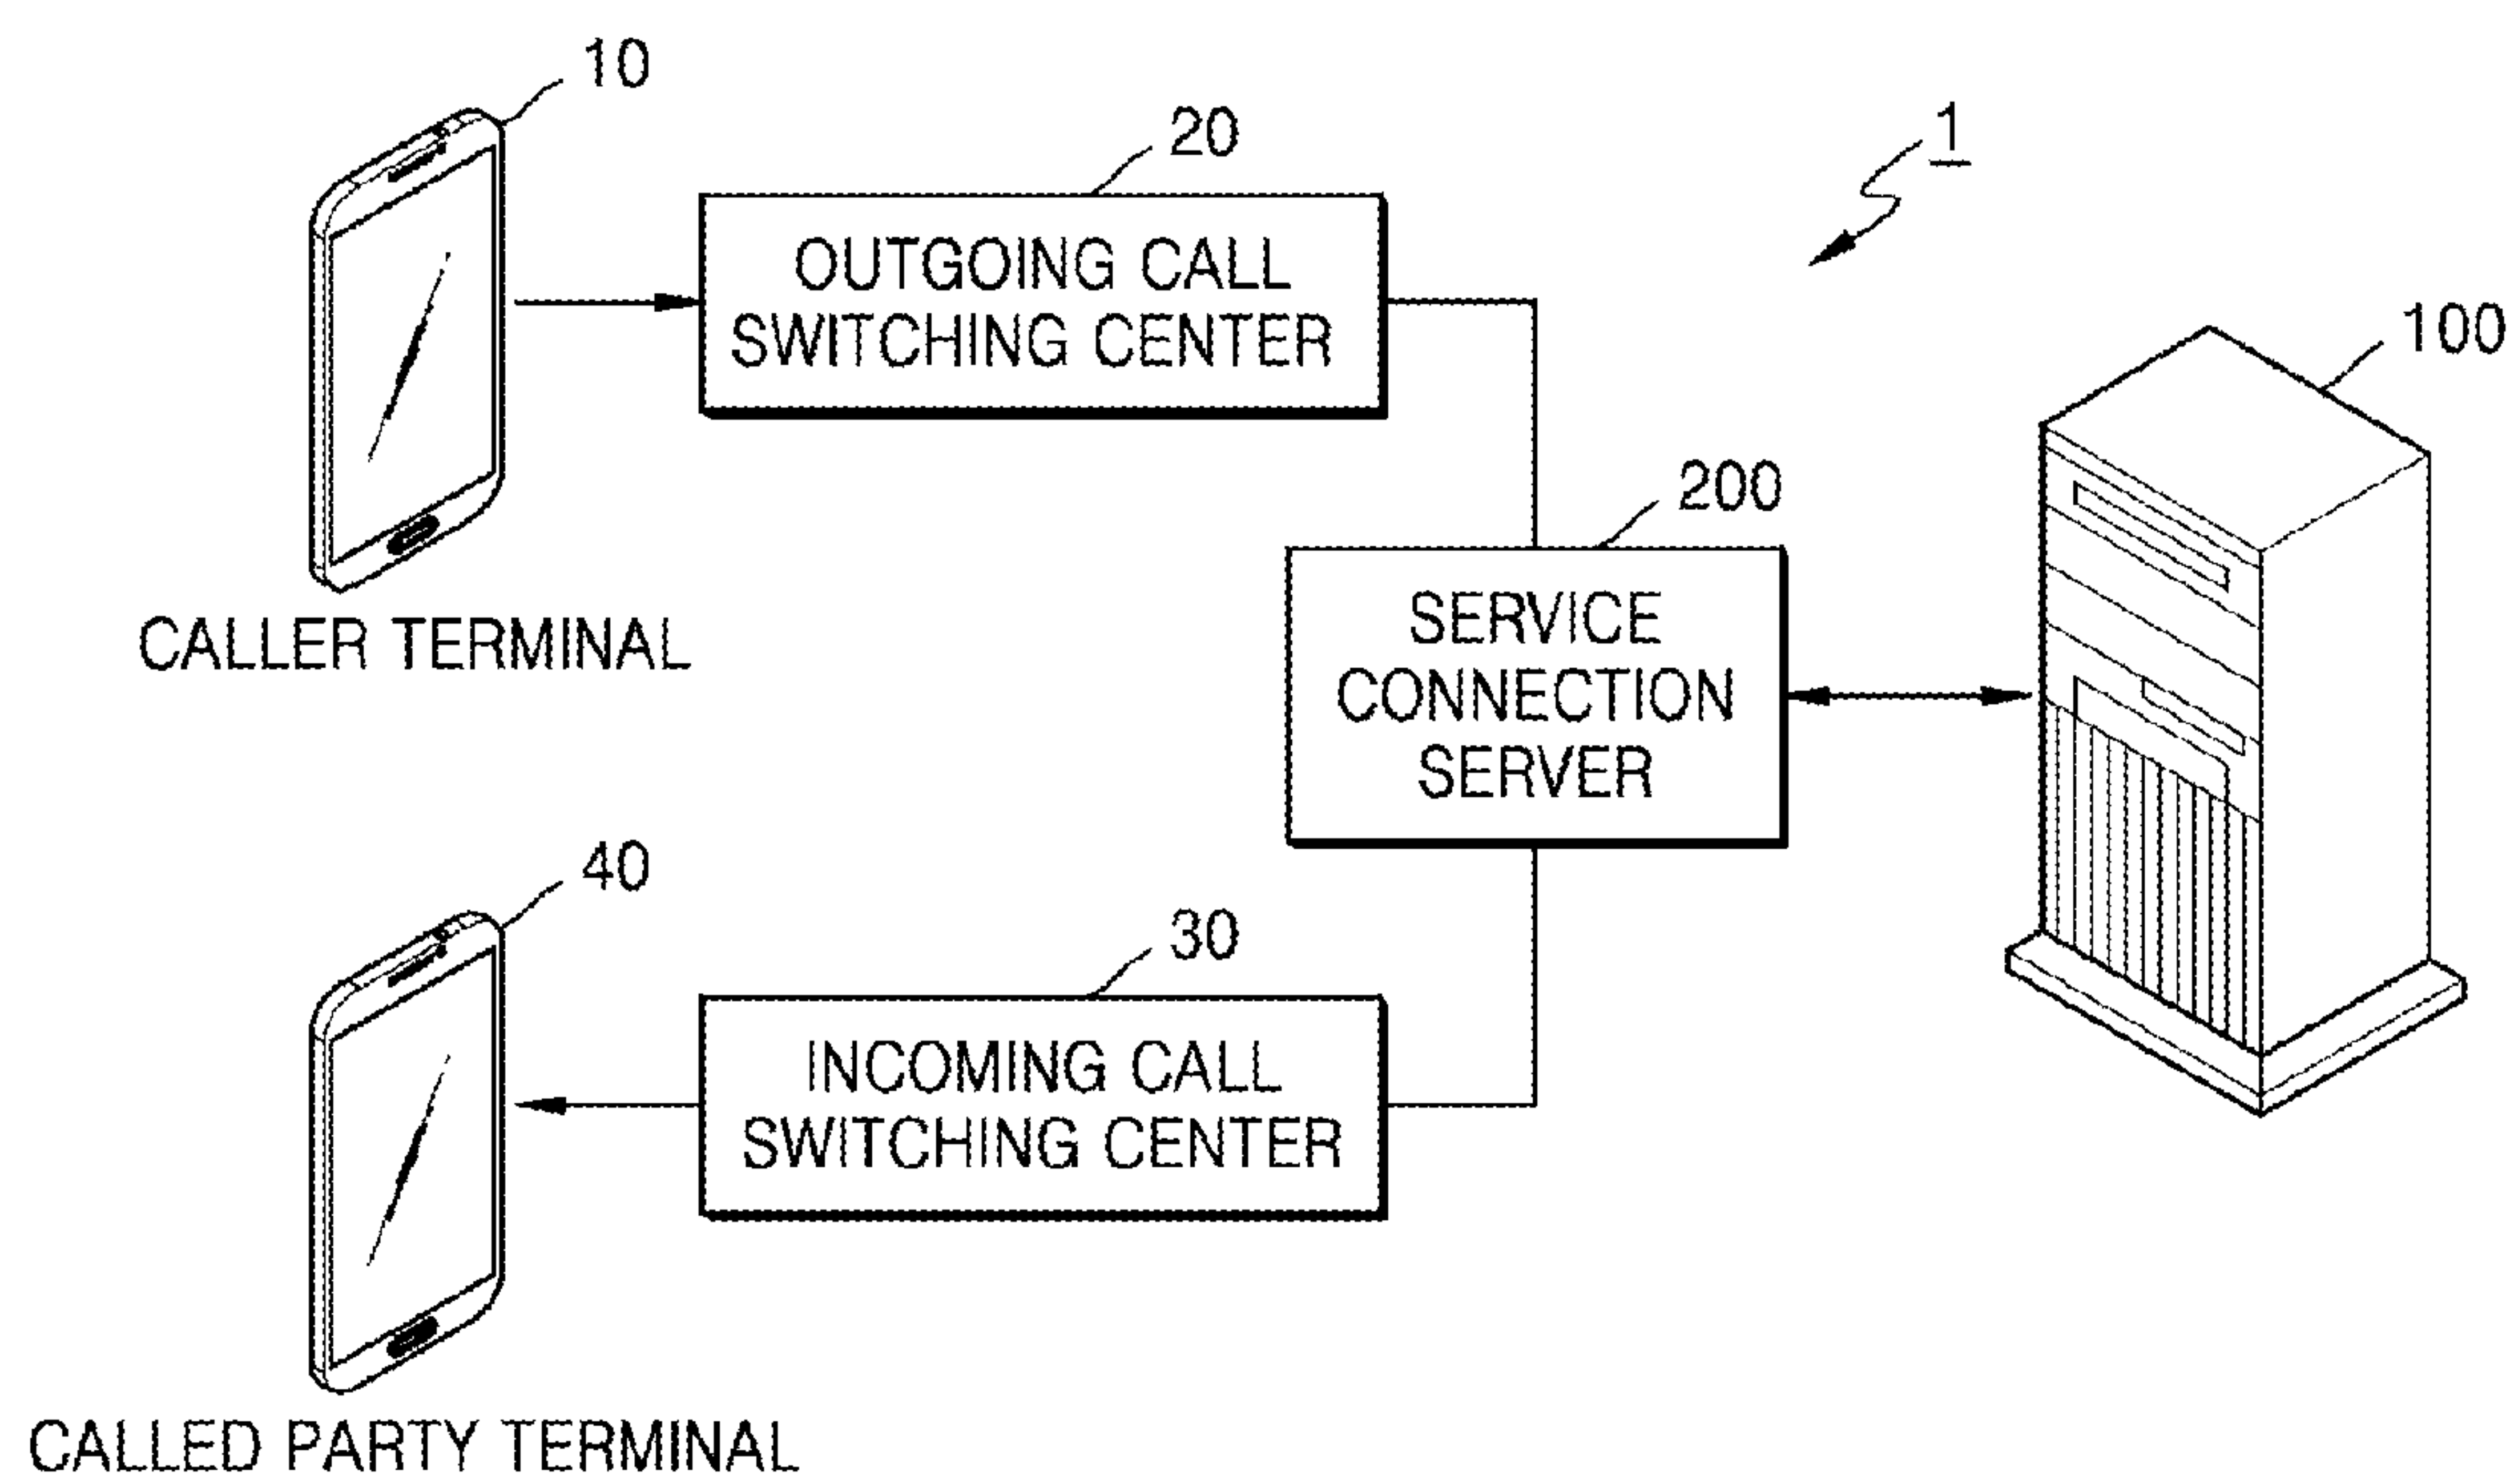 10
20
1
OUTGOING CALL
SWITCHING CENTER
100
200
CALLER TERMINAL
SERVICE
CONNECTION
SERVER
40
30
INCOMING CALL
SWITCHING CENTER
CALLED PARTY TERMINAL